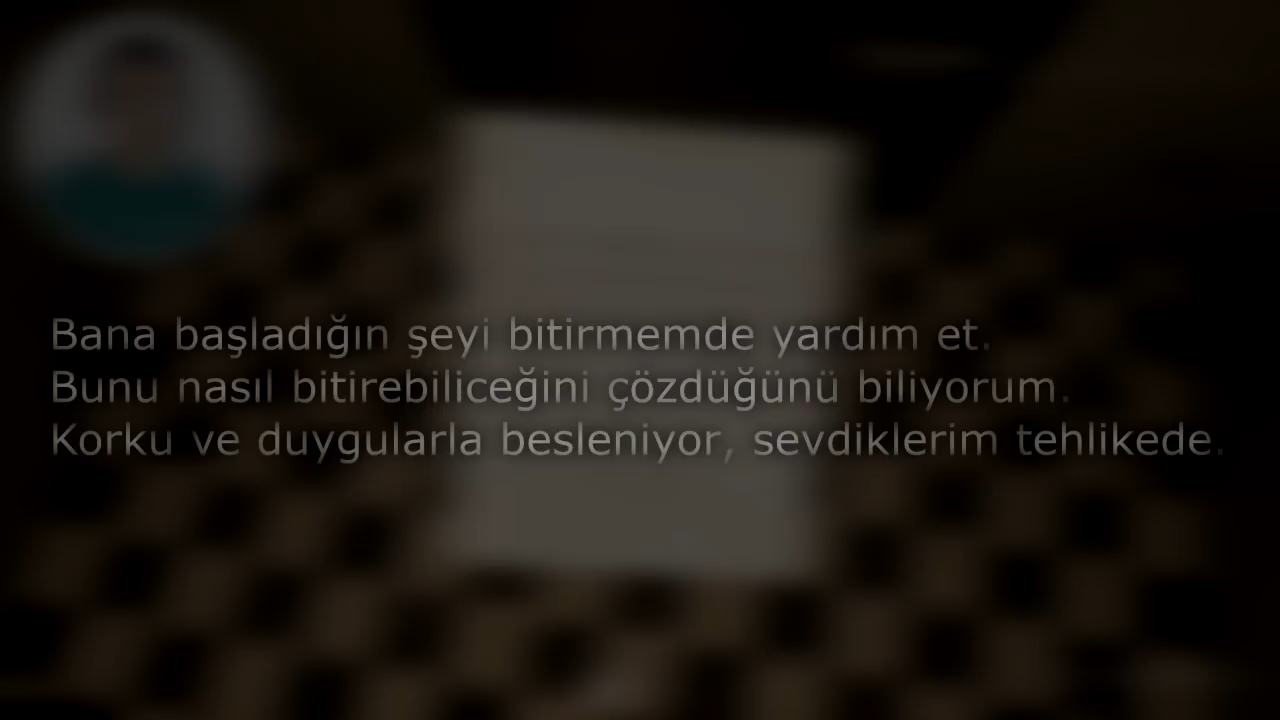 Bana başladığın şeyi bitirmemde yardım et.
Bunu nasıl bitirebiliceğini çözdüğünü biliyorum.
Korku ve duygularla besleniyor, sevdiklerim tehlikede.